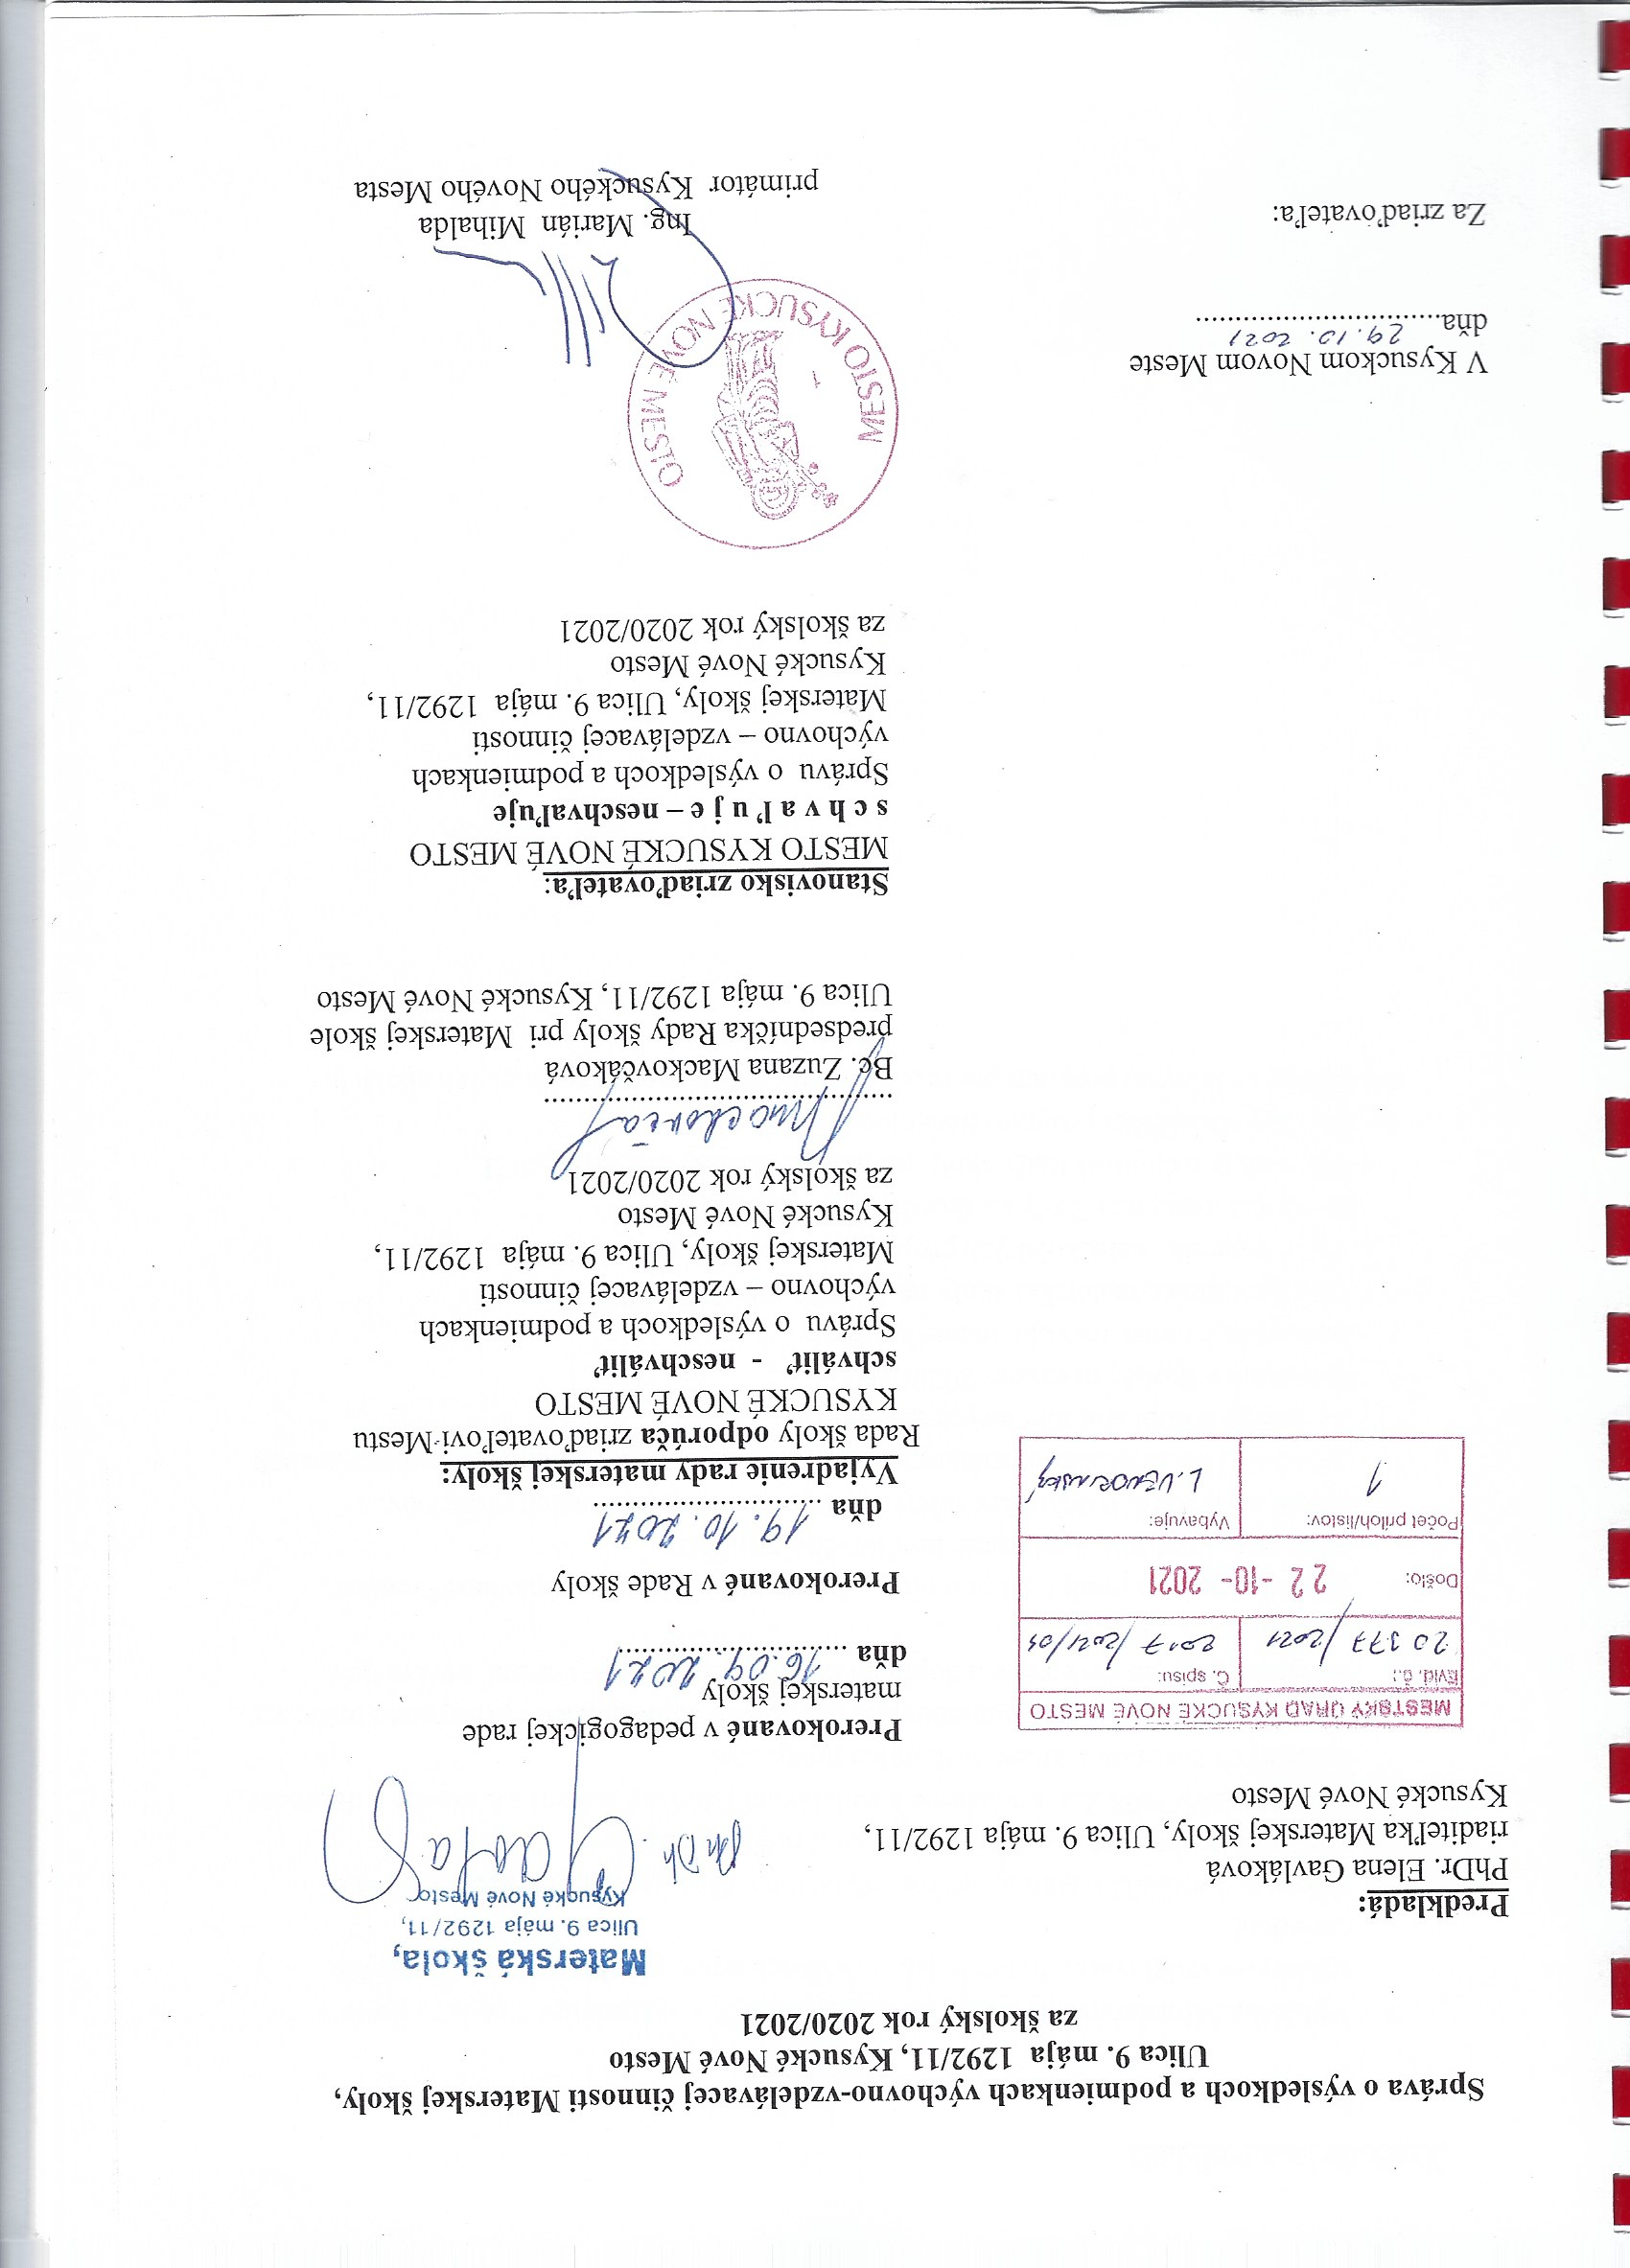 Správa o výsledkoch a podmienkach výchovno-vzdelávacej činnosti Materskej školy,
Ulica 9. mája 1292/11, Kysucké Nové Mesto
za školský rok 2020/2021
Materská škola,
Ulica 9. mája 1292/11,
Kysucké Nové Mesto
Predkladá:
PhDr. Elena Gavláková
riaditeľka Materskej školy, Ulica 9. mája 1292/11,
Kysucké Nové Mesto
PhDr.
MESTSKÝ ÚRAD KYSUCKÉ NOVÉ MESTO
Evid. č.: Č. spisu:
20377/2021 2017/2021/04
Došlo: 22 -10- 2021
Počet príloh/listov: Vybavuje:
1
Prerokované v pedagogickej rade
materskej školy
dňa 16.09.2021
Prerokované v Rade školy
dňa 19.10.2021
Vyjadrenie rady materskej školy:
Rada školy odporúča zriaďovateľovi Mestu
KYSUCKÉ NOVÉ MESTO
schváliť - neschváliť
Správu o výsledkoch a podmienkach
výchovno – vzdelávacej činnosti
Materskej školy, Ulica 9. mája 1292/11,
Kysucké Nové Mesto
za školský rok 2020/2021
Bc. Zuzana Mackovčáková
predsedníčka Rady školy pri Materskej škole
Ulica 9. mája 1292/11, Kysucké Nové Mesto
Stanovisko zriaďovateľa:
MESTO KYSUCKÉ NOVÉ MESTO
s c h v a ľ u j e – neschvaľuje
Správu o výsledkoch a podmienkach
výchovno – vzdelávacej činnosti
Materskej školy, Ulica 9. mája 1292/11,
Kysucké Nové Mesto
za školský rok 2020/2021
MESTO KYSUCKÉ NOVÉ MESTO
V Kysuckom Novom Meste
dňa 29.10.2021
Za zriaďovateľa:
Ing. Marián Mihalda
primátor Kysuckého Nového Mesta